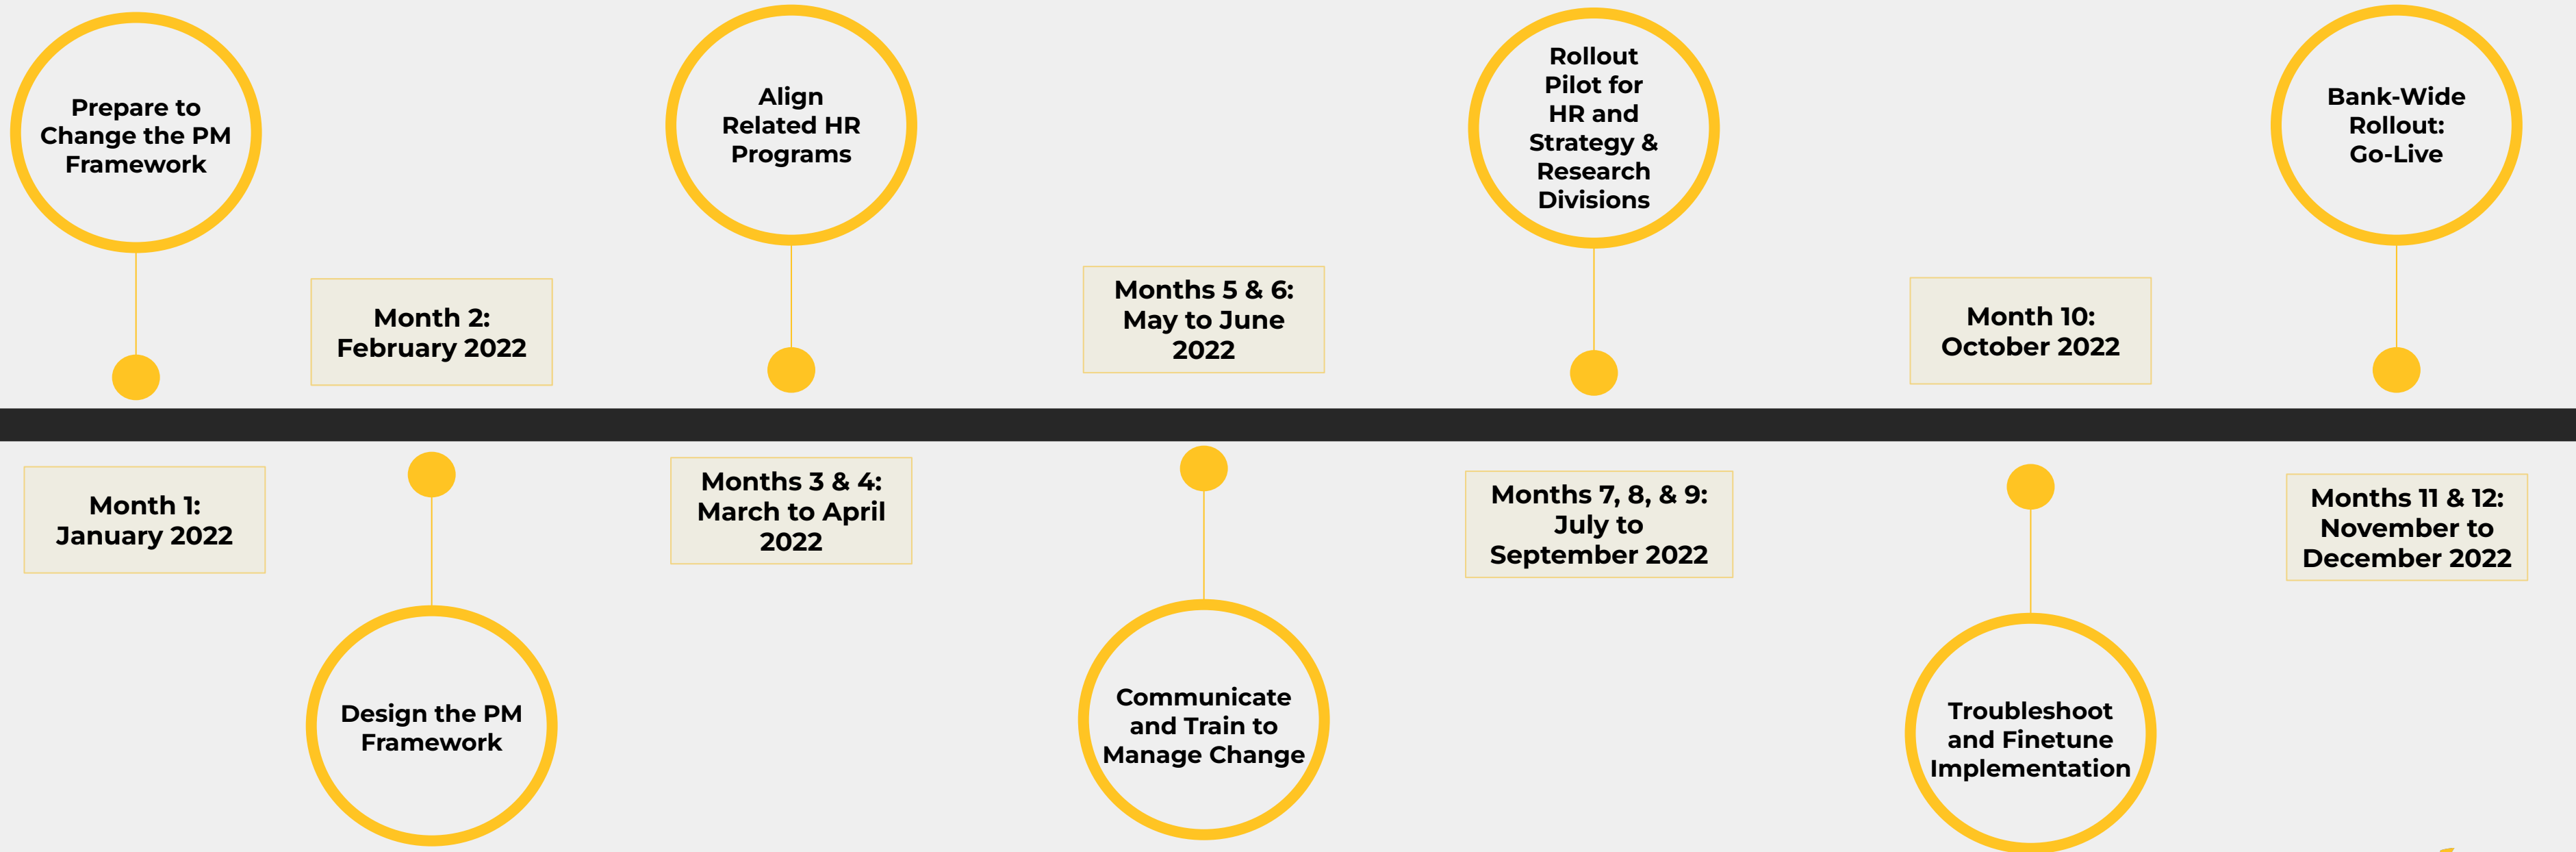 Prepare to
Change the PM
Framework
Month 1:
January 2022
Month 2:
February 2022
Design the PM
Framework
Align
Related HR
Programs
Months 3 & 4:
March to April
2022
Months 5 & 6:
May to June
2022
Communicate
and Train to
Manage Change
Rollout
Pilot for
HR and
Strategy &
Research
Divisions
Months 7, 8, & 9:
July to
September 2022
Month 10:
October 2022
Troubleshoot
and Finetune
Implementation
Bank-Wide
Rollout:
Go-Live
Months 11 & 12:
November to
December 2022